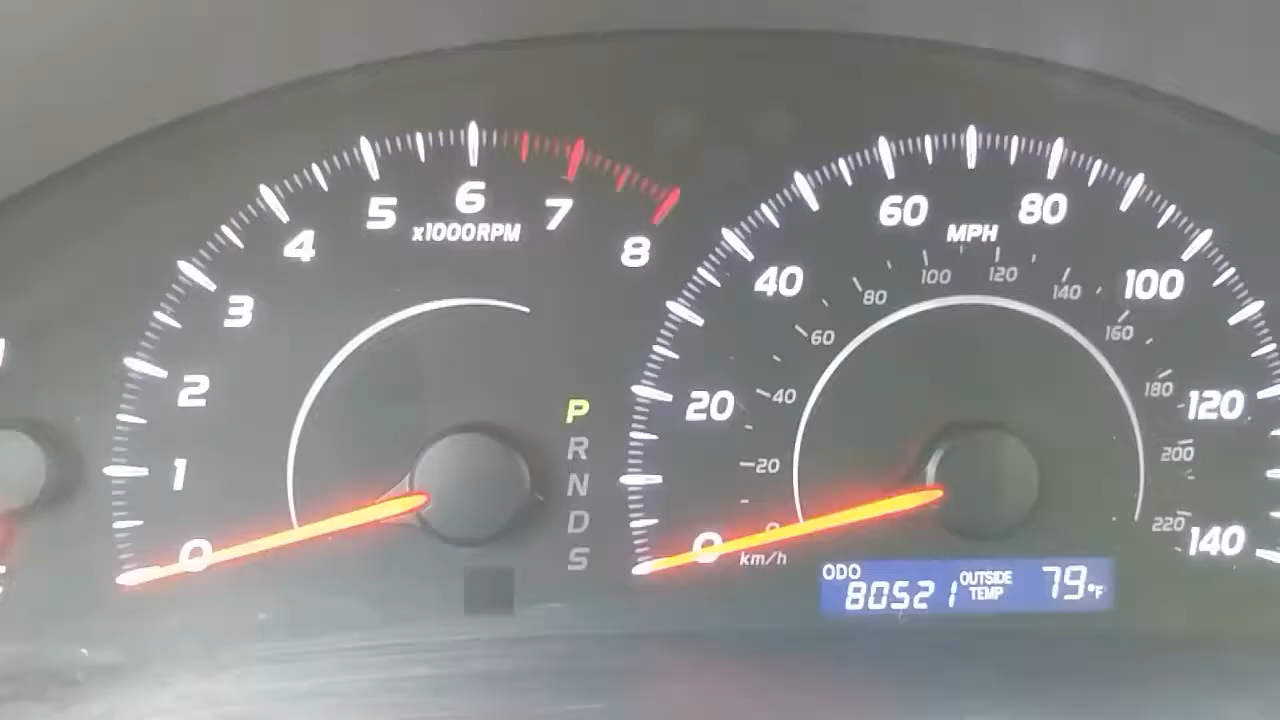 0 1 2 3 4 5 6 7 8
x1000RPM
P
R
N
D
S
0 20 40 60 80 100 120 140
MPH
0 20 40 60 80 100 120 140 160 180 200 220
km/h
ODO 80521 OUTSIDE TEMP 79°F